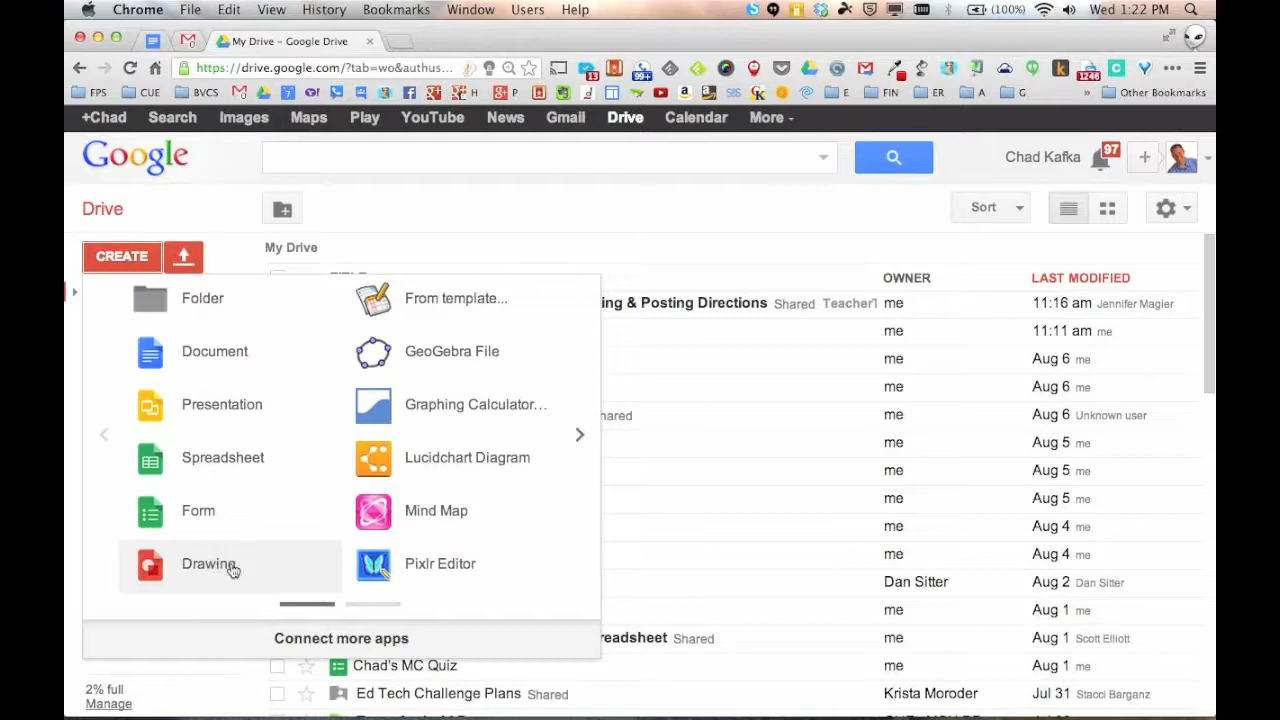 Chrome File Edit View History Bookmarks Window Users Help (100%) Wed 1:22 PM
My Drive – Google Drive
https://drive.google.com/?tab=wo&authus... 13 99+ 1246
FPS CUE BVCS H P E FIN ER A G » Other Bookmarks
+Chad Search Images Maps Play YouTube News Gmail Drive Calendar More
Google Chad Kafka 97 +
Drive Sort
CREATE My Drive
OWNER LAST MODIFIED
Folder From template... ing & Posting Directions Shared me 11:16 am Jennifer Magier
me 11:11 am me
Document GeoGebra File me Aug 6 me
me Aug 6 me
Presentation Graphing Calculator... hared me Aug 6 Unknown user
me Aug 5 me
Spreadsheet Lucidchart Diagram me Aug 5 me
me Aug 5 me
Form Mind Map me Aug 4 me
me Aug 4 me
Drawing Pixlr Editor Dan Sitter Aug 2 Dan Sitter
me Aug 1 me
Connect more apps readsheet Shared me Aug 1 Scott Elliott
Chad's MC Quiz me Aug 1 me
2% full Ed Tech Challenge Plans Shared Krista Moroder Jul 31 Stacci Barganz
Manage